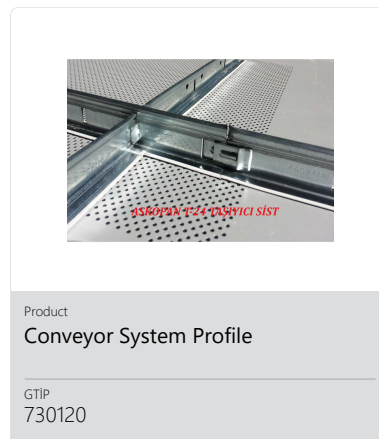 ASKOPAN T-24 TAŞIYICI SİST
Product
Conveyor System Profile
GTİP
730120